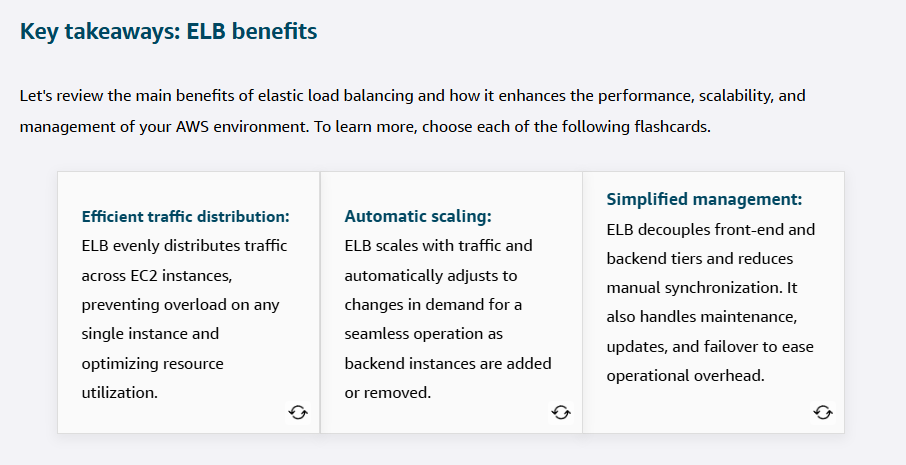 Key takeaways: ELB benefits
Let's review the main benefits of elastic load balancing and how it enhances the performance, scalability, and
management of your AWS environment. To learn more, choose each of the following flashcards.
Efficient traffic distribution:
ELB evenly distributes traffic
across EC2 instances,
preventing overload on any
single instance and
optimizing resource
utilization.
Automatic scaling:
ELB scales with traffic and
automatically adjusts to
changes in demand for a
seamless operation as
backend instances are added
or removed.
Simplified management:
ELB decouples front-end and
backend tiers and reduces
manual synchronization. It
also handles maintenance,
updates, and failover to ease
operational overhead.